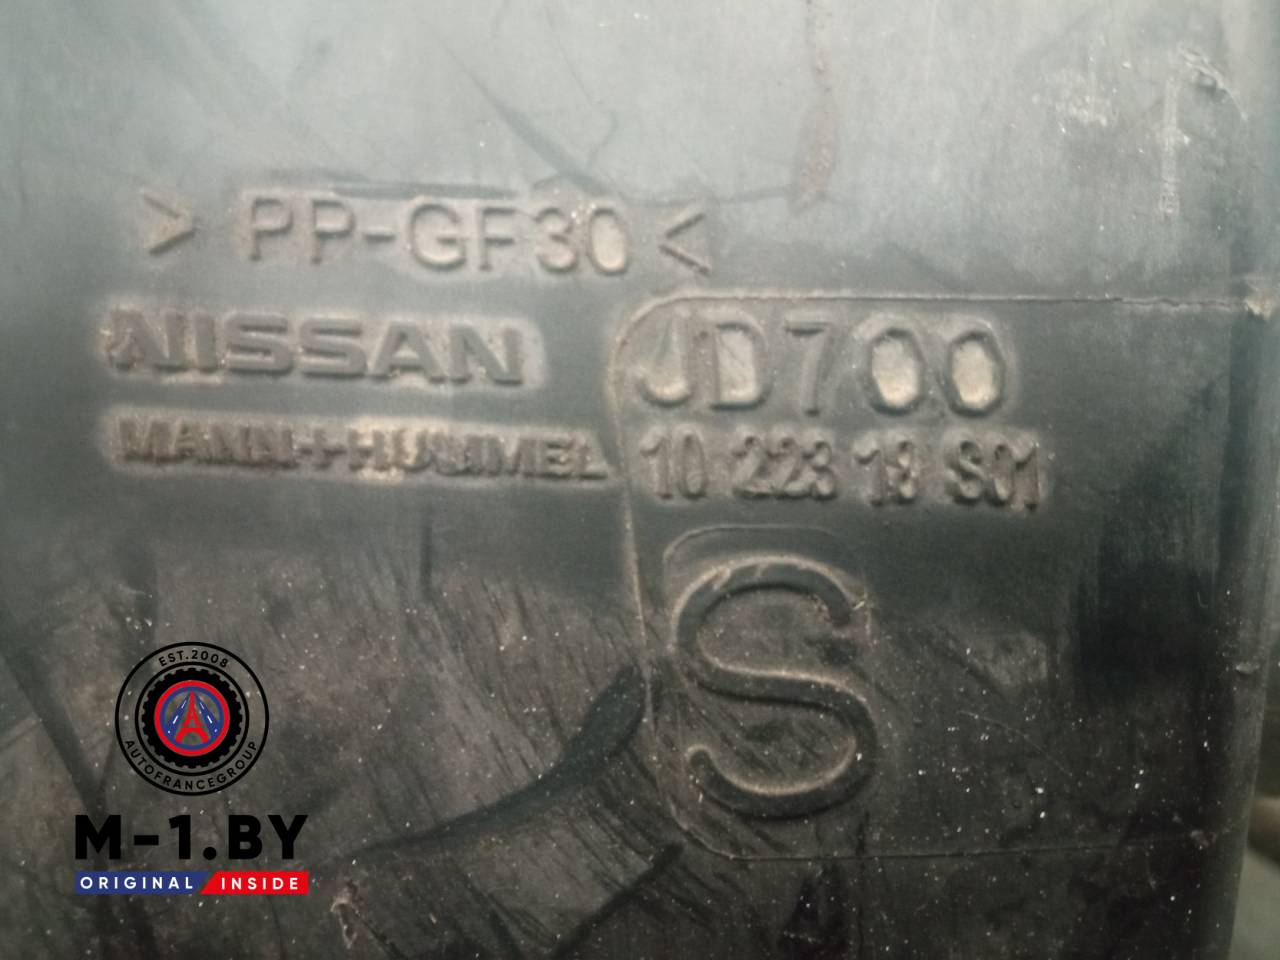 > PP-GF30 <
NISSAN JD700
MANN+HUMMEL 10 223 18 S01
S
EST.2008
AUTOFRANCEGROUP
M-1.BY
ORIGINAL INSIDE